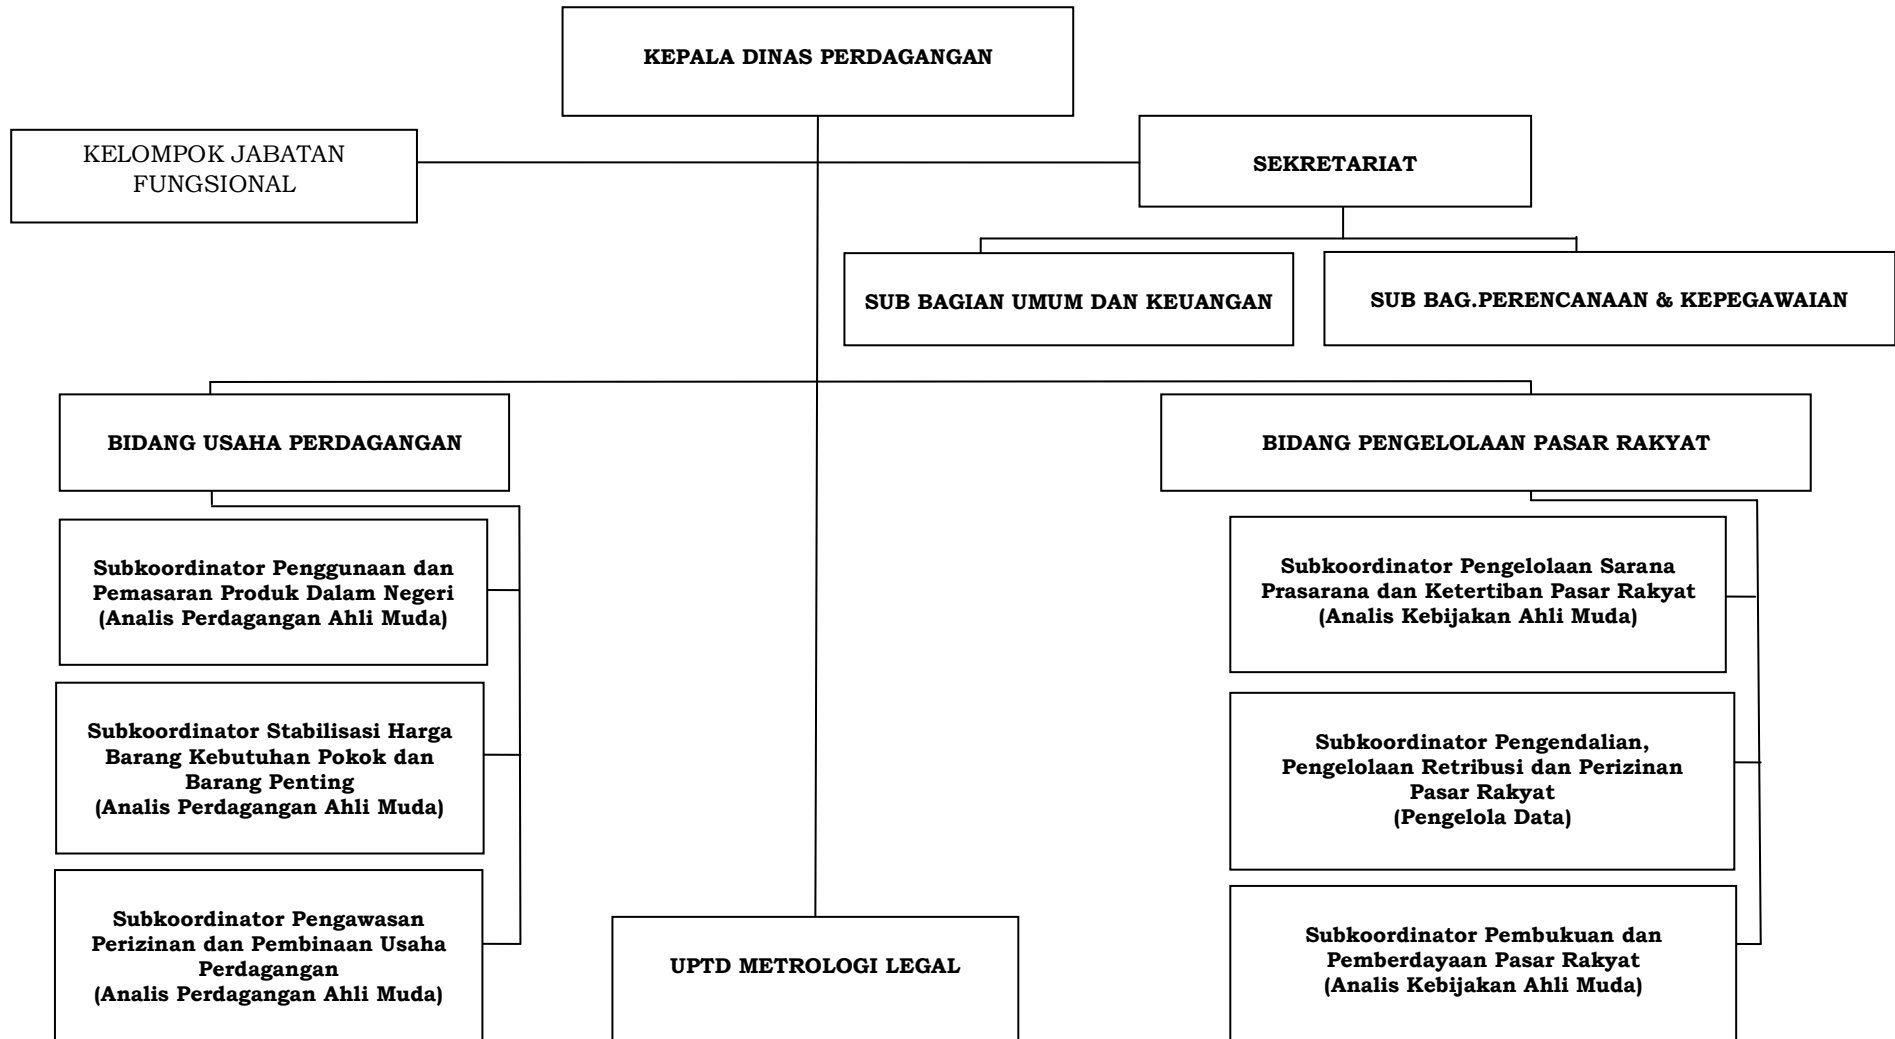 KEPALA DINAS PERDAGANGAN
KELOMPOK JABATAN
FUNGSIONAL
SEKRETARIAT
SUB BAGIAN UMUM DAN KEUANGAN
SUB BAG.PERENCANAAN & KEPEGAWAIAN
BIDANG USAHA PERDAGANGAN
BIDANG PENGELOLAAN PASAR RAKYAT
Subkoordinator Penggunaan dan
Pemasaran Produk Dalam Negeri
(Analis Perdagangan Ahli Muda)
Subkoordinator Stabilisasi Harga
Barang Kebutuhan Pokok dan
Barang Penting
(Analis Perdagangan Ahli Muda)
Subkoordinator Pengawasan
Perizinan dan Pembinaan Usaha
Perdagangan
(Analis Perdagangan Ahli Muda)
UPTD METROLOGI LEGAL
Subkoordinator Pengelolaan Sarana
Prasarana dan Ketertiban Pasar Rakyat
(Analis Kebijakan Ahli Muda)
Subkoordinator Pengendalian,
Pengelolaan Retribusi dan Perizinan
Pasar Rakyat
(Pengelola Data)
Subkoordinator Pembukuan dan
Pemberdayaan Pasar Rakyat
(Analis Kebijakan Ahli Muda)